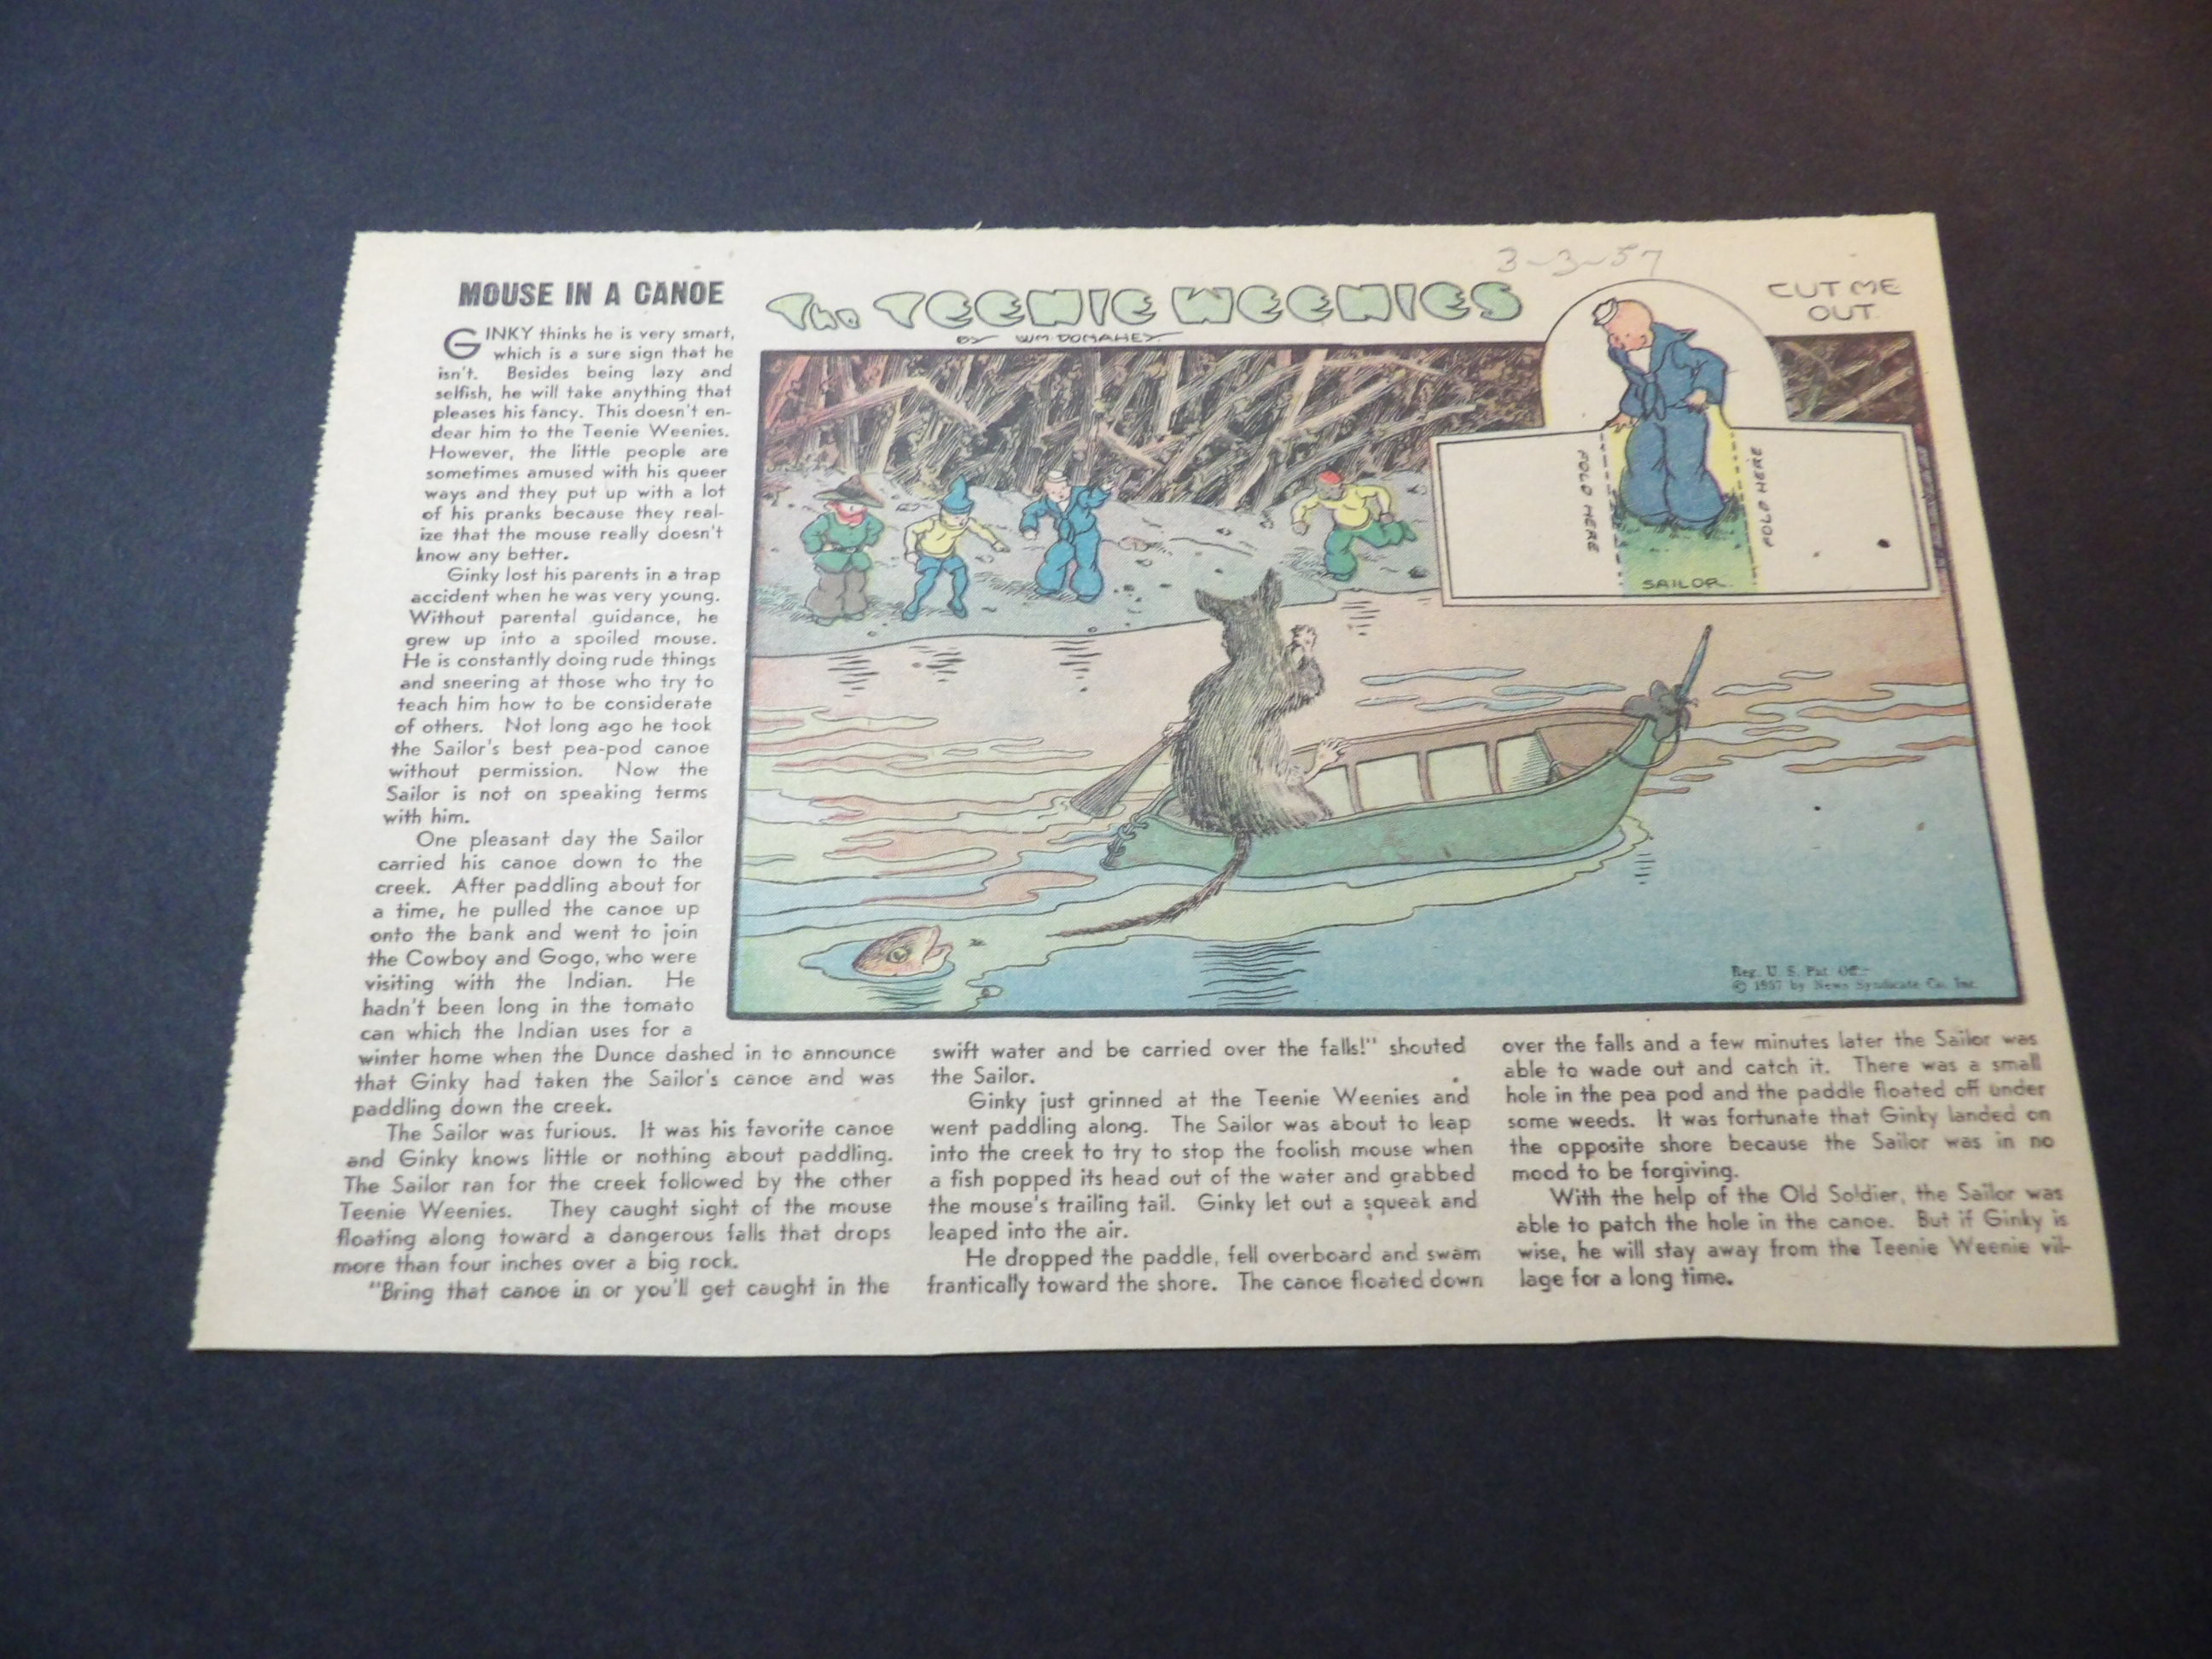 3-3-57
MOUSE IN A CANOE
GINKY thinks he is very smart,
which is a sure sign that he
isn't. Besides being lazy and
selfish, he will take anything that
pleases his fancy. This doesn't en-
dear him to the Teenie Weenies.
However, the little people are
sometimes amused with his queer
ways and they put up with a lot
of his pranks because they real-
ize that the mouse really doesn't
know any better.
Ginky lost his parents in a trap
accident when he was very young.
Without parental guidance, he
grew up into a spoiled mouse.
He is constantly doing rude things
and sneering at those who try to
teach him how to be considerate
of others. Not long ago he took
the Sailor's best pea-pod canoe
without permission. Now the
Sailor is not on speaking terms
with him.
One pleasant day the Sailor
carried his canoe down to the
creek. After paddling about for
a time, he pulled the canoe up
onto the bank and went to join
the Cowboy and Gogo, who were
visiting with the Indian. He
hadn't been long in the tomato
can which the Indian uses for a
winter home when the Dunce dashed in to announce
that Ginky had taken the Sailor's canoe and was
paddling down the creek.
The Sailor was furious. It was his favorite canoe
and Ginky knows little or nothing about paddling.
The Sailor ran for the creek followed by the other
Teenie Weenies. They caught sight of the mouse
floating along toward a dangerous falls that drops
more than four inches over a big rock.
"Bring that canoe in or you'll get caught in the
swift water and be carried over the falls!" shouted
the Sailor.
Ginky just grinned at the Teenie Weenies and
went paddling along. The Sailor was about to leap
into the creek to try to stop the foolish mouse when
a fish popped its head out of the water and grabbed
the mouse's trailing tail. Ginky let out a squeak and
leaped into the air.
He dropped the paddle, fell overboard and swam
frantically toward the shore. The canoe floated down
over the falls and a few minutes later the Sailor was
able to wade out and catch it. There was a small
hole in the pea pod and the paddle floated off under
some weeds. It was fortunate that Ginky landed on
the opposite shore because the Sailor was in no
mood to be forgiving.
With the help of the Old Soldier, the Sailor was
able to patch the hole in the canoe. But if Ginky is
wise, he will stay away from the Teenie Weenie vil-
lage for a long time.
The TEENIE WEENIES
BY WM. DONAHEY
CUT ME
OUT
FOLD HERE
FOLD HERE
SAILOR
Reg. U. S. Pat. Off.
© 1957 by News Syndicate Co. Inc.